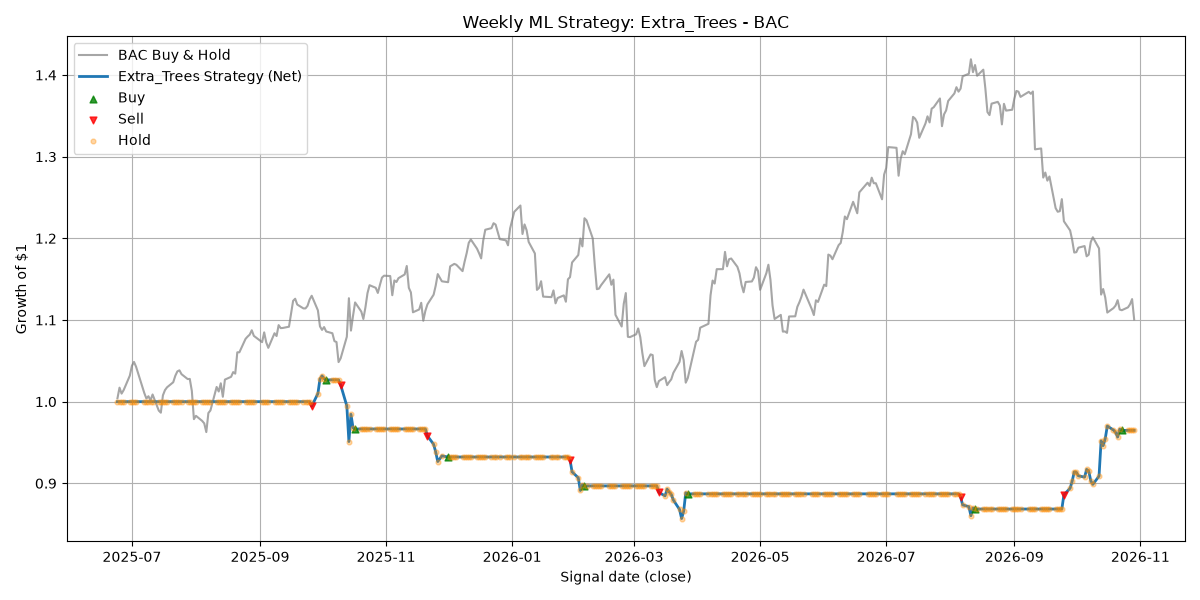 Weekly ML Strategy: Extra_Trees - BAC
BAC Buy & Hold
Extra_Trees Strategy (Net)
Buy
Sell
Hold
Growth of $1
1.4
1.3
1.2
1.1
1.0
0.9
2025-07
2025-09
2025-11
2026-01
2026-03
2026-05
2026-07
2026-09
2026-11
Signal date (close)